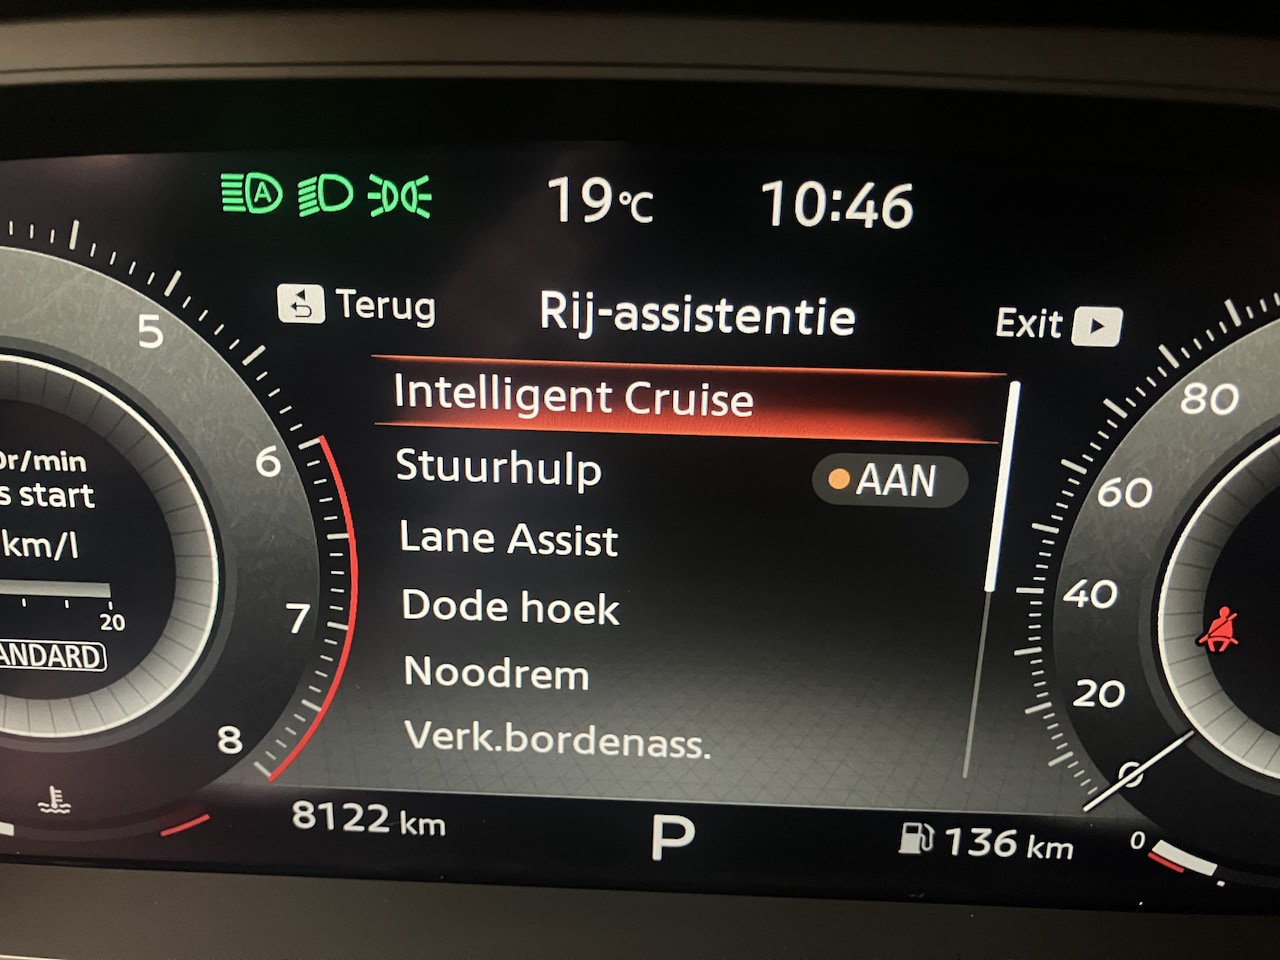 A
19°C
10:46
Terug
Rij-assistentie
Exit
Intelligent Cruise
Stuurhulp
AAN
Lane Assist
Dode hoek
Noodrem
Verk.bordenass.
5
6
7
8
r/min
start
km/l
20
80
60
40
20
0
8122 km
P
136 km
0